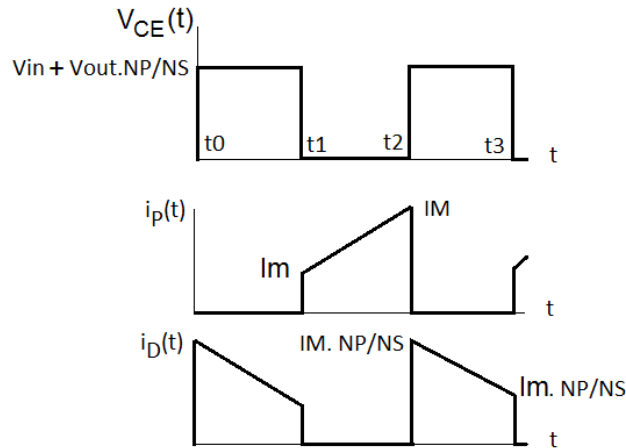 VCE(t)
Vin + Vout.NP/NS
t0 t1 t2 t3 t
iP(t) IM
Im
t
iD(t) IM. NP/NS
Im. NP/NS
t